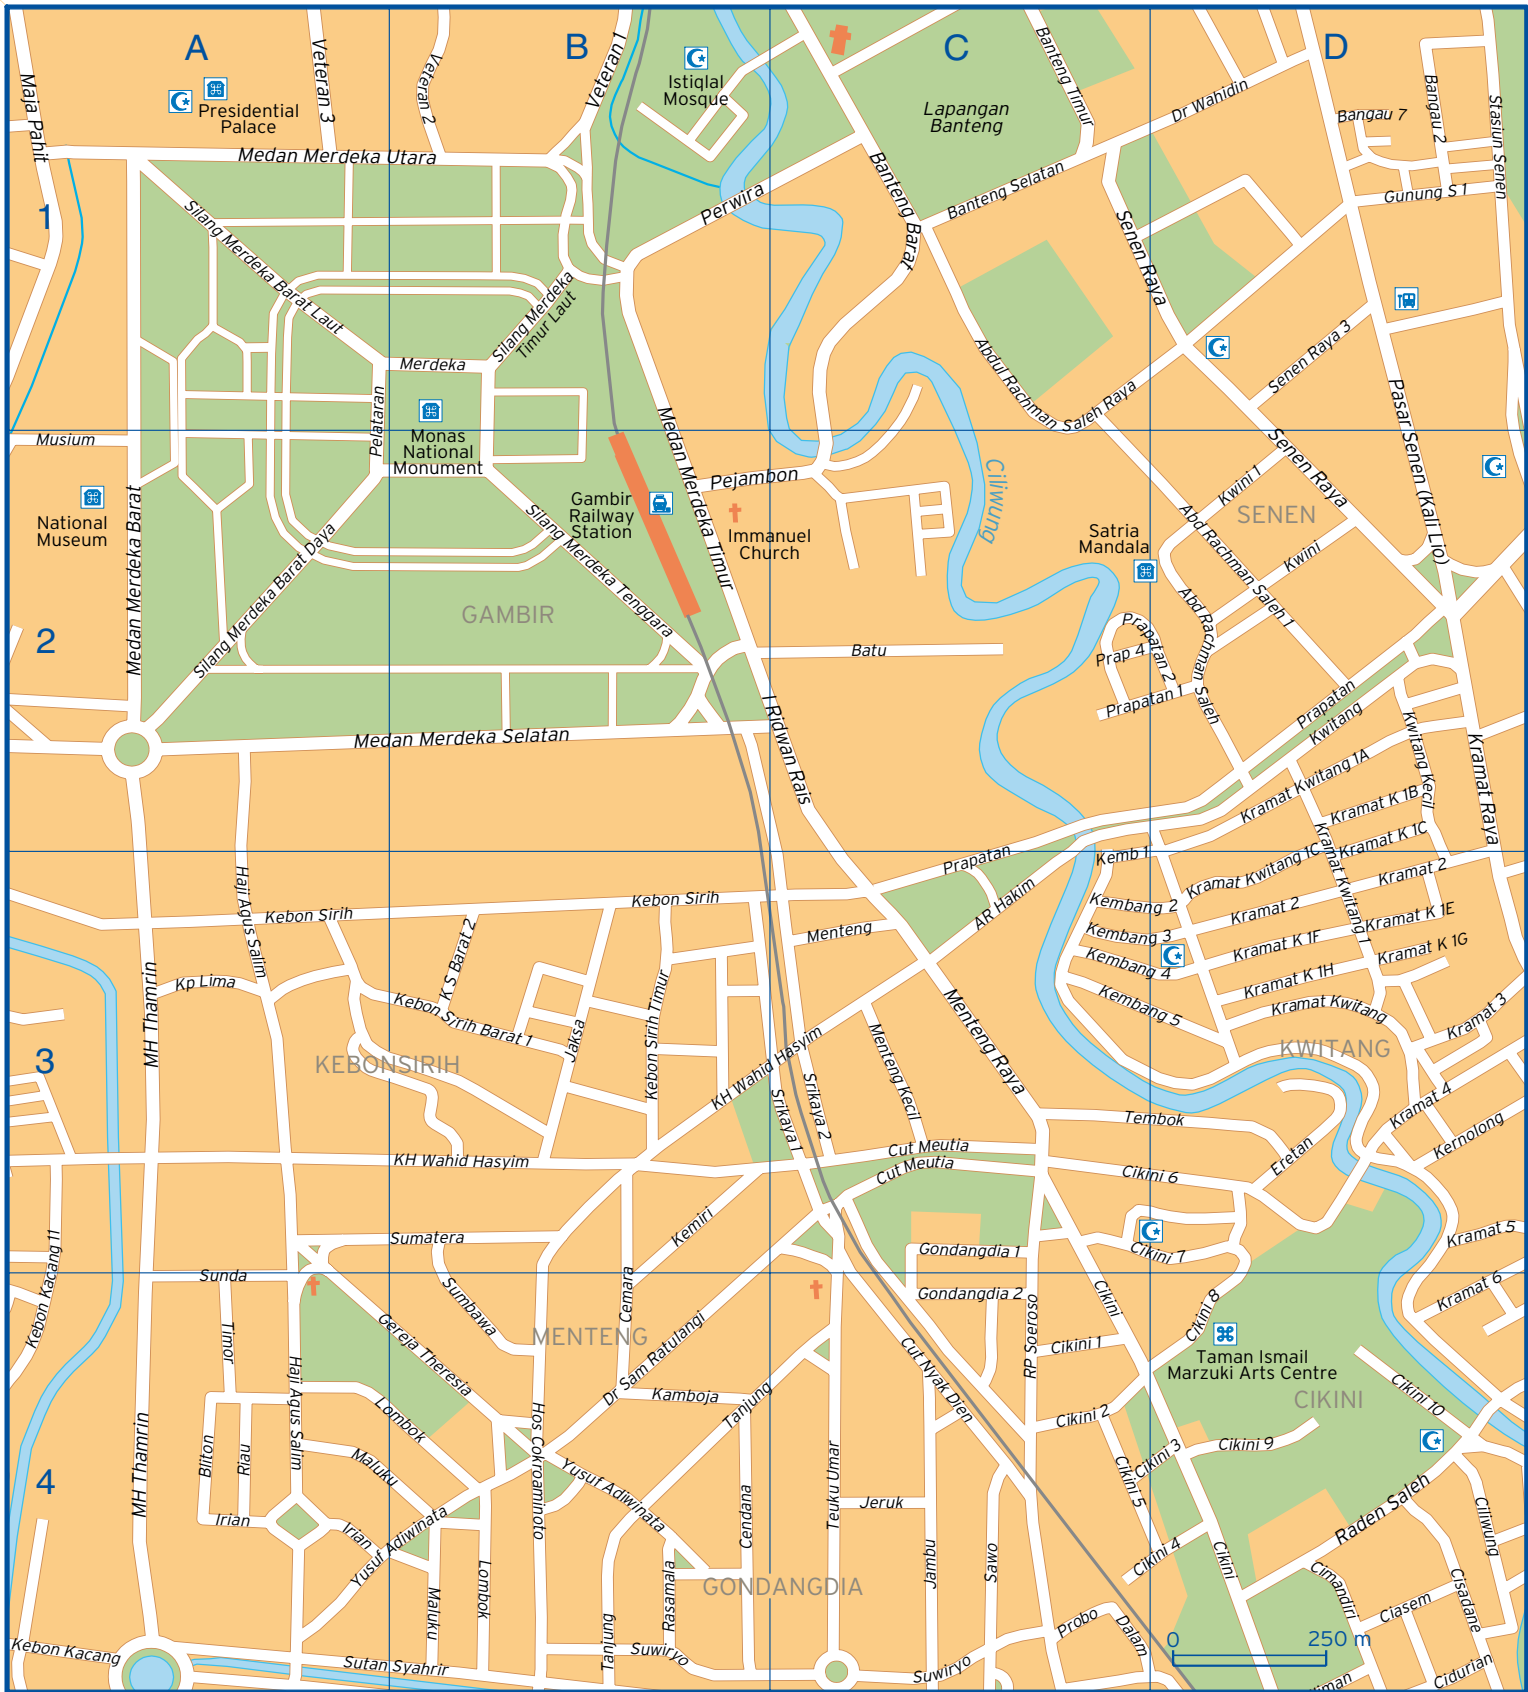 A
B
C
D
1
2
3
4
Maja Pahit
Veteran 3
Veteran 2
Veteran 1
Presidential
Palace
Istiqlal
Mosque
Lapangan
Banteng
Banteng Timur
Dr Wahidin
Bangau 7
Bangau 2
Stasiun Senen
Gunung S 1
Medan Merdeka Utara
Perwira
Banteng Barat
Banteng Selatan
Senen Raya
Silang Merdeka Barat Laut
Silang Merdeka
Timur Laut
Merdeka
Pelataran
Monas
National
Monument
Abdul Rachman
Saleh Raya
Senen Raya 3
Pasar Senen (Kali Lio)
Musium
National
Museum
Medan Merdeka Barat
Medan Merdeka Timur
Pejambon
Gambir
Railway
Station
Immanuel
Church
Ciliwung
Kwini 1
Senen Raya
SENEN
Satria
Mandala
Abd Rachman Saleh 1
Kwini
Silang Merdeka Barat Daya
Silang Merdeka Tenggara
GAMBIR
Abd Rachman Saleh
Prapatan 2
Prap 4
Prapatan 1
Batu
Medan Merdeka Selatan
I Ridwan Rais
Prapatan
Kwitang
Kwitang Kecil
Kramat Raya
Kramat Kwitang 1A
Kramat K 1B
Kramat K 1C
Kramat Kwitang 1C
Kramat Kwitang 1
Kramat 2
Prapatan
Kemb 1
AR Hakim
Kembang 2
Kramat 2
Kramat K 1E
Kembang 3
Kramat K 1F
Kramat K 1G
Kembang 4
Kramat K 1H
Kembang 5
Kramat Kwitang
Kramat 3
KWITANG
Haji Agus Salim
Kebon Sirih
Kebon Sirih
K S Barat 2
Menteng
Kp Lima
Kebon Sirih Barat 1
MH Thamrin
Jaksa
Kebon Sirih Timur
KEBONSIRIH
KH Wahid Hasyim
Menteng Kecil
Menteng Raya
Srikaya 1
Srikaya 2
Tembok
Kramat 4
Kernolong
Eretan
KH Wahid Hasyim
Cut Meutia
Cut Meutia
Cikini 6
Kebon Kacang 11
Sumatera
Kemiri
Gondangdia 1
Cikini 7
Kramat 5
Sunda
Sumbawa
Cemara
Gondangdia 2
Cikini
Cikini 8
Kramat 6
Timor
Gereja Theresia
MENTENG
Dr Sam Ratulangi
Cut Nyak Dien
RP Soeroso
Cikini 1
Taman Ismail
Marzuki Arts Centre
CIKINI
Cikini 10
Haji Agus Salim
Lombok
Kamboja
Tanjung
Cikini 2
MH Thamrin
Bliton
Riau
Maluku
Hos Cokroaminoto
Yusuf Adiwinata
Teuku Umar
Cikini 3
Cikini 9
Cikini 5
Raden Saleh
Irian
Irian
Yusuf Adiwinata
Cendana
Jeruk
Ciliwung
Cikini 4
Cikini
Lombok
Maluku
Rasamala
GONDANGDIA
Jambu
Sawo
Cimandiri
Ciasem
Cisadane
Tanjung
Probo
Dalam
Kebon Kacang
Sutan Syahrir
Suwiryo
Suwiryo
0
250 m
Cidurian